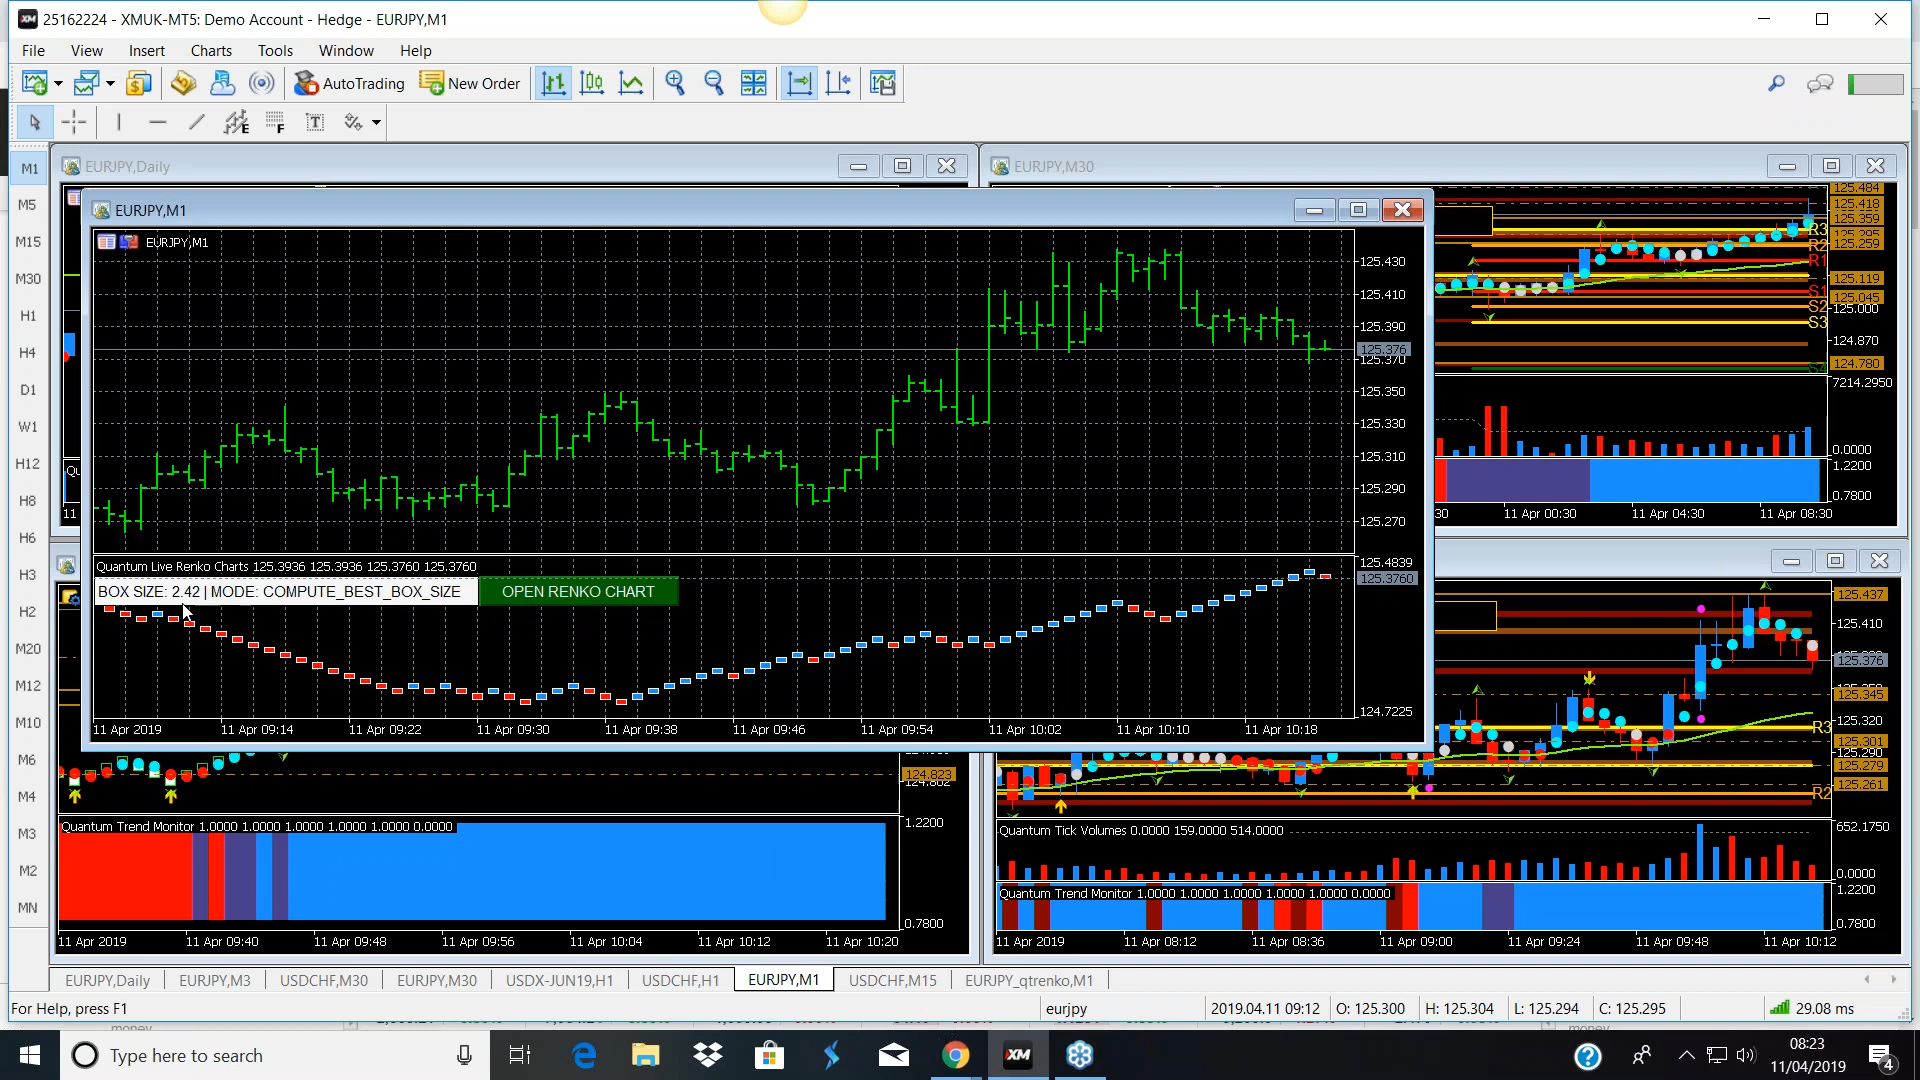 25162224 - XMUK-MT5: Demo Account - Hedge - EURJPY,M1
File View Insert Charts Tools Window Help
AutoTrading New Order
EURJPY,Daily
EURJPY,M30
M1
M5
M15
M30
H1
H4
D1
W1
H12
H8
H6
H3
H2
M20
M12
M10
M6
M4
M3
M2
MN
EURJPY,M1
EURJPY,M1
125.430
125.410
125.390
125.376
125.370
125.350
125.330
125.310
125.290
125.270
Quantum Live Renko Charts 125.3936 125.3936 125.3760 125.3760
BOX SIZE: 2.42 | MODE: COMPUTE_BEST_BOX_SIZE
OPEN RENKO CHART
125.4839
125.3760
124.7225
11 Apr 2019 11 Apr 09:14 11 Apr 09:22 11 Apr 09:30 11 Apr 09:38 11 Apr 09:46 11 Apr 09:54 11 Apr 10:02 11 Apr 10:10 11 Apr 10:18
125.484
125.418
125.359
125.259
125.119
125.045
125.000
124.870
124.780
R3
R2
R1
S1
S2
S3
7214.2950
0.0000
1.2200
0.7800
11 Apr 00:30 11 Apr 04:30 11 Apr 08:30
Quantum Trend Monitor 1.0000 1.0000 1.0000 1.0000 1.0000 0.0000
124.823
1.2200
0.7800
11 Apr 2019 11 Apr 09:40 11 Apr 09:48 11 Apr 09:56 11 Apr 10:04 11 Apr 10:12 11 Apr 10:20
125.437
125.410
125.376
125.345
125.320
125.301
125.290
125.279
125.261
R3
R2
Quantum Tick Volumes 0.0000 159.0000 514.0000
652.1750
0.0000
Quantum Trend Monitor 1.0000 1.0000 1.0000 1.0000 1.0000 0.0000
1.2200
0.7800
11 Apr 2019 11 Apr 08:12 11 Apr 08:36 11 Apr 09:00 11 Apr 09:24 11 Apr 09:48 11 Apr 10:12
EURJPY,Daily EURJPY,M3 USDCHF,M30 EURJPY,M30 USDX-JUN19,H1 USDCHF,H1 EURJPY,M1 USDCHF,M15 EURJPY_qtrenko,M1
For Help, press F1
eurjpy 2019.04.11 09:12 O: 125.300 H: 125.304 L: 125.294 C: 125.295 29.08 ms
Type here to search
XM
08:23
11/04/2019
4